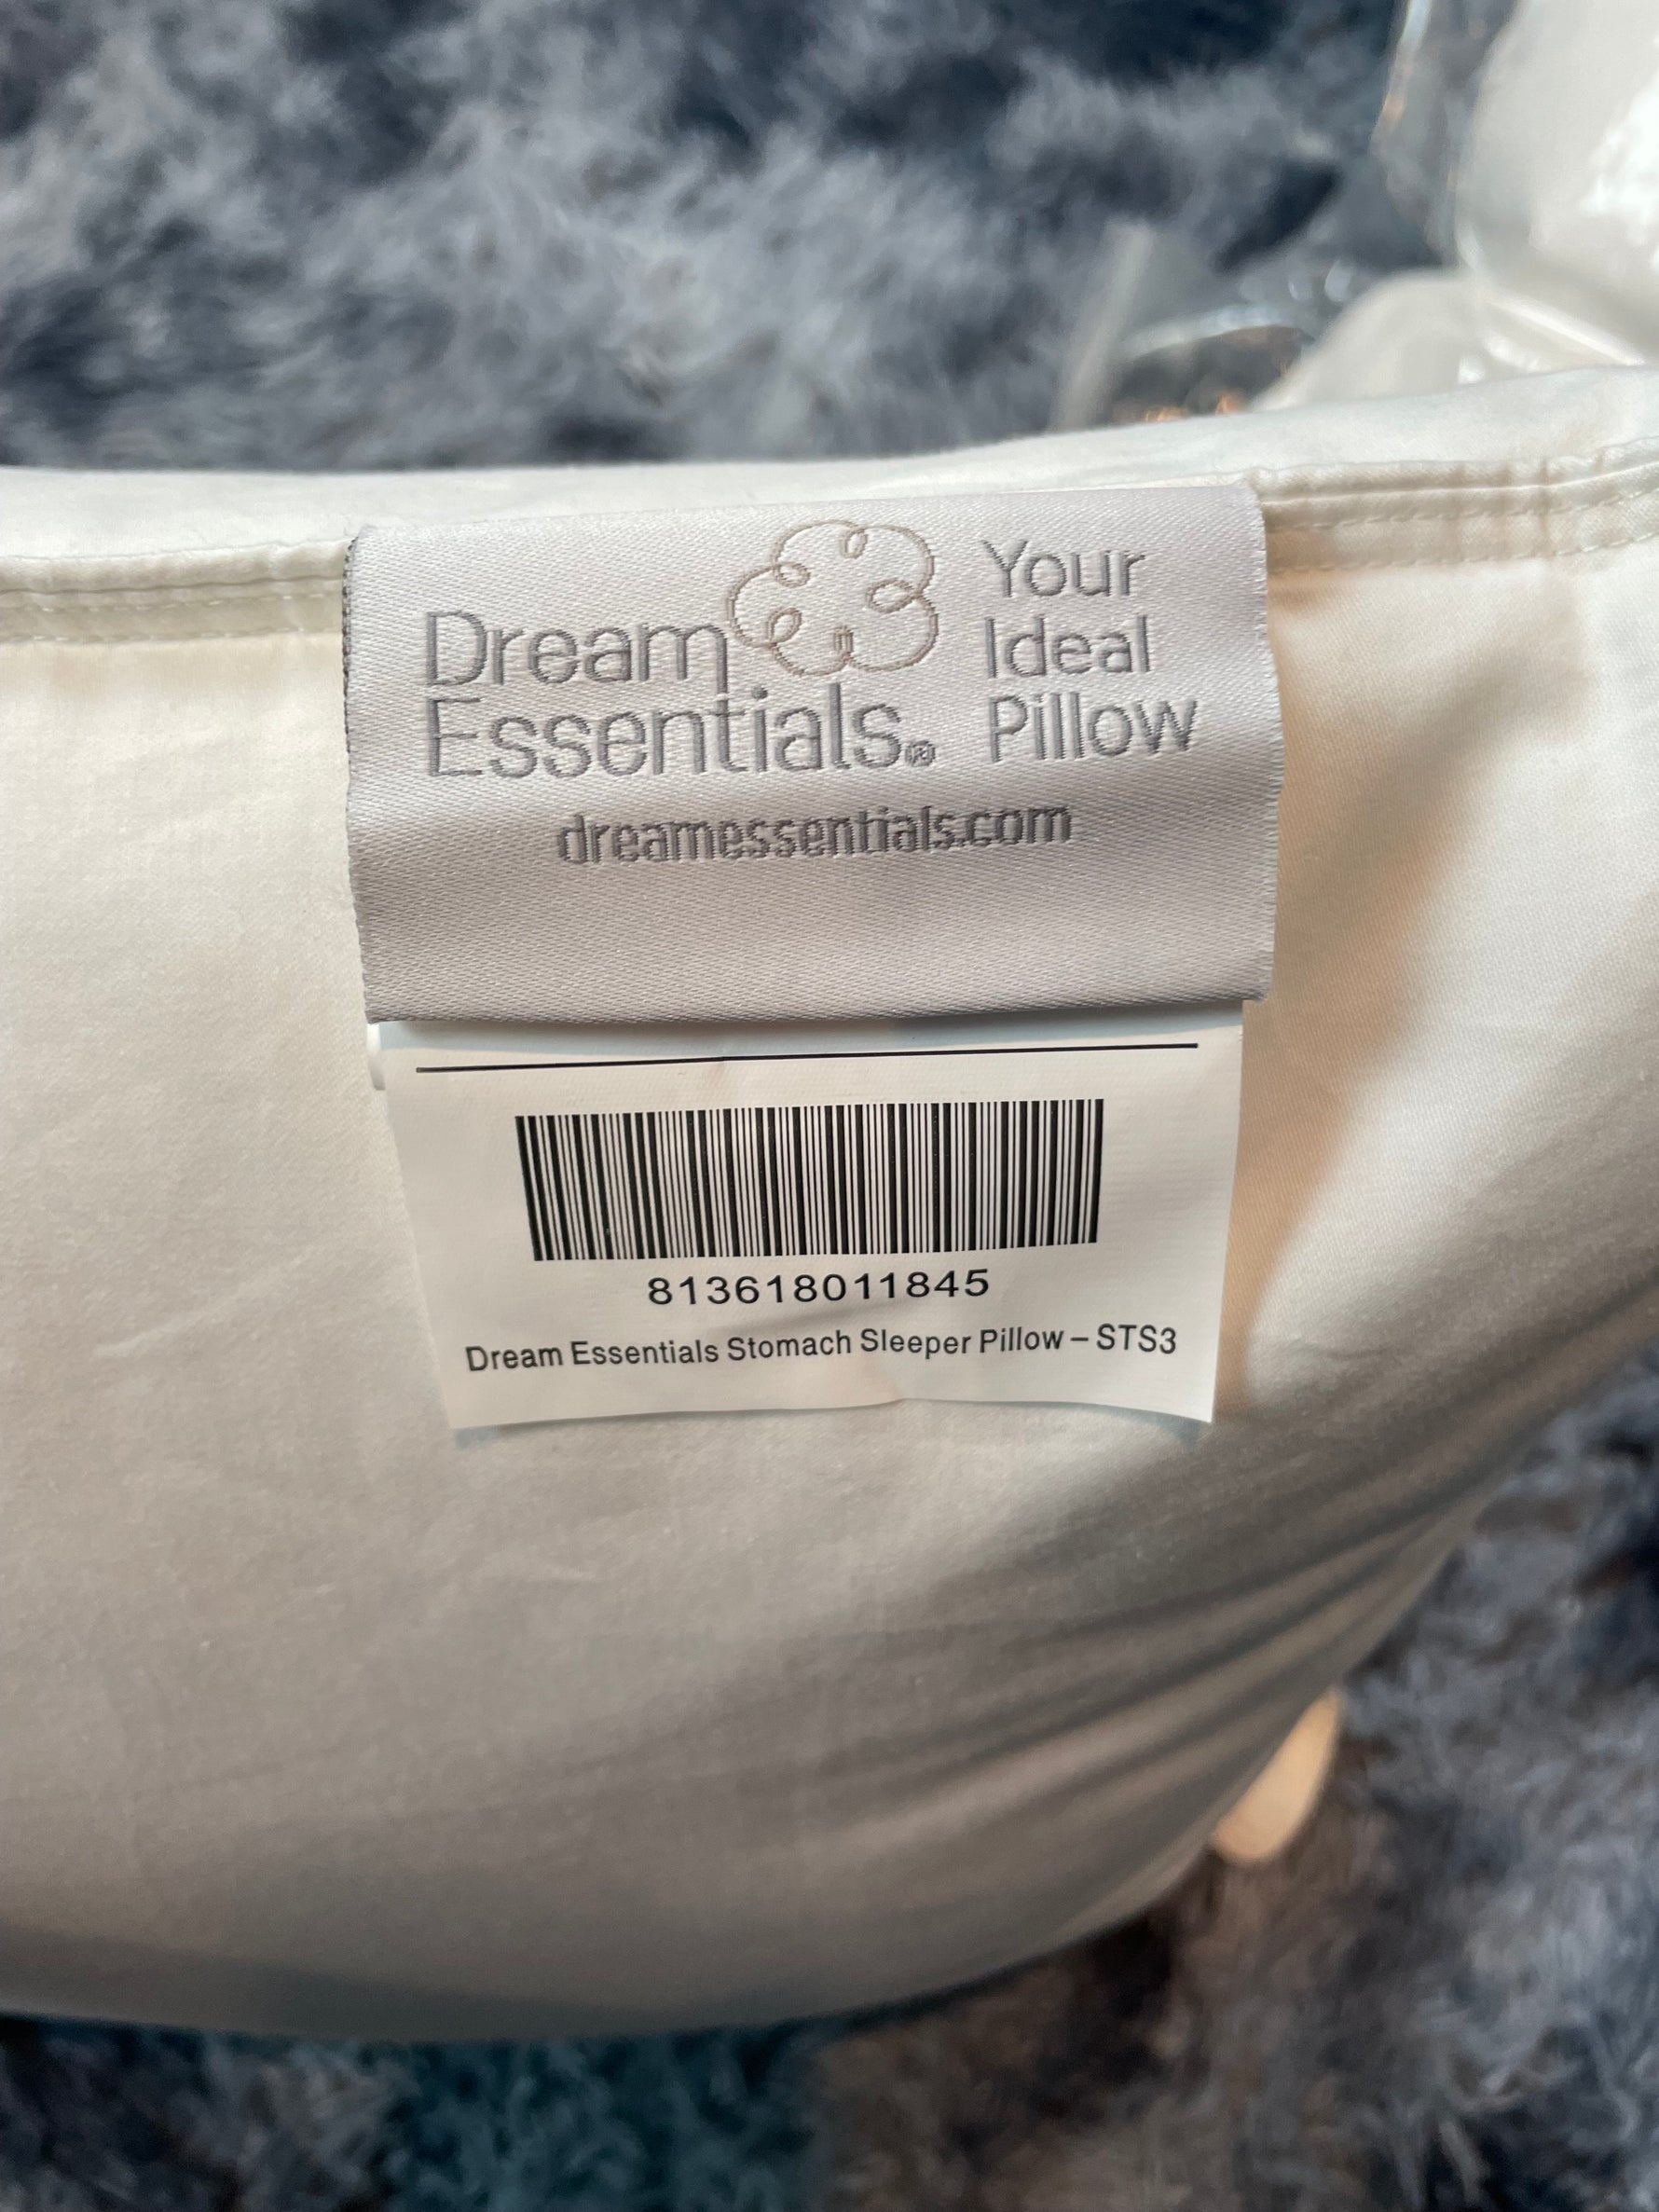 Dream
Essentials®
Your
Ideal
Pillow
dreamessentials.com
813618011845
Dream Essentials Stomach Sleeper Pillow – STS3